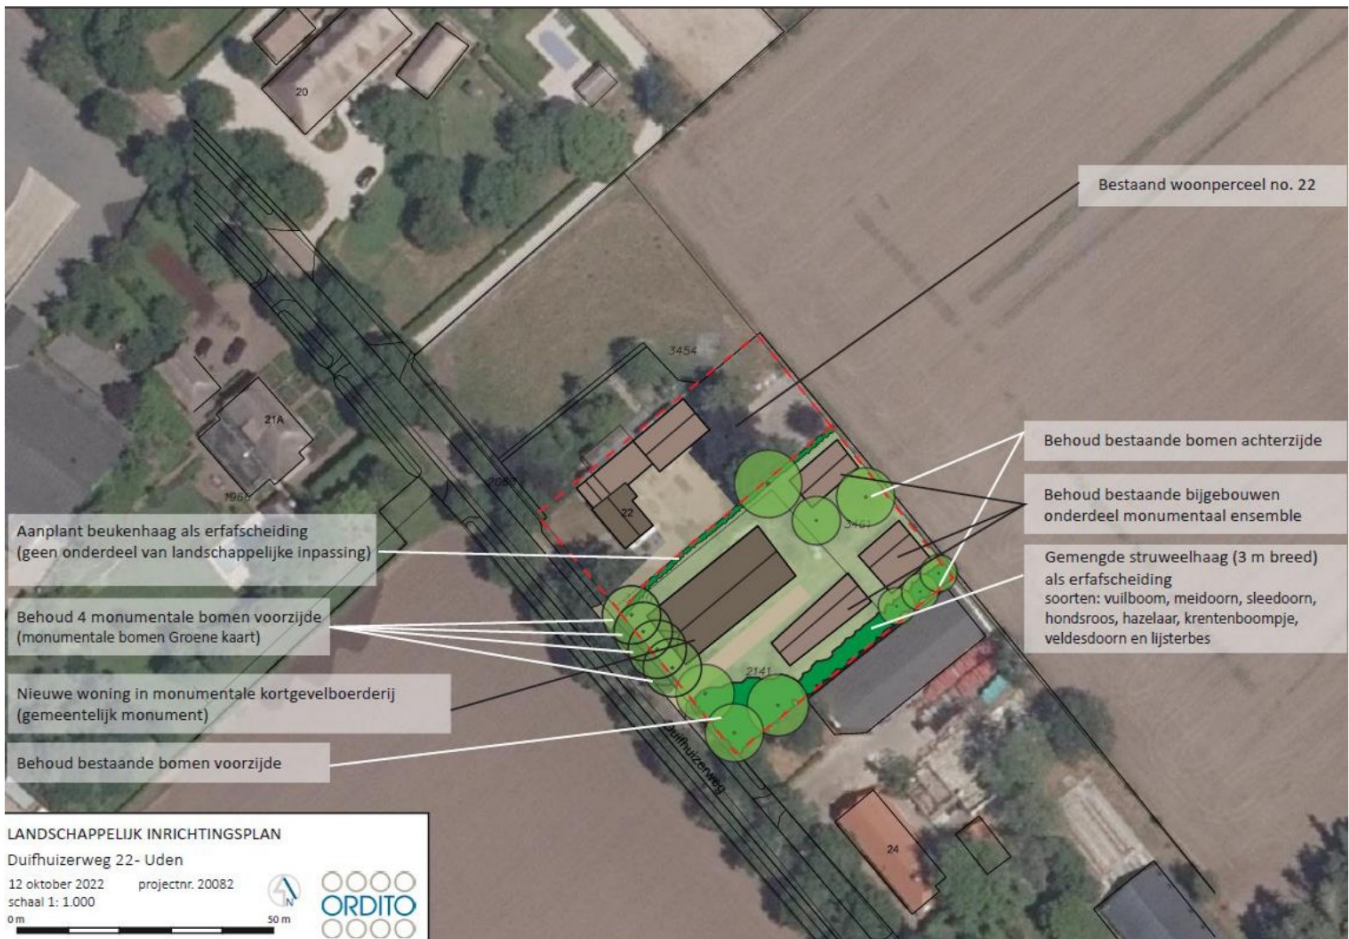 20
Bestaand woonperceel no. 22
3454
21A
1966
22
Behoud bestaande bomen achterzijde
Behoud bestaande bijgebouwen
onderdeel monumentaal ensemble
3461
Gemengde struweelhaag (3 m breed)
als erfafscheiding
soorten: vuilboom, meidoorn, sleedoorn,
hondsroos, hazelaar, krentenboompje,
veldesdoorn en lijsterbes
Aanplant beukenhaag als erfafscheiding
(geen onderdeel van landschappelijke inpassing)
Behoud 4 monumentale bomen voorzijde
(monumentale bomen Groene kaart)
2141
Nieuwe woning in monumentale kortgevelboerderij
(gemeentelijk monument)
Duifhuizerweg
Behoud bestaande bomen voorzijde
24
LANDSCHAPPELIJK INRICHTINGSPLAN
Duifhuizerweg 22- Uden
12 oktober 2022 projectnr. 20082
schaal 1: 1.000
N
0 m 50 m
ORDITO